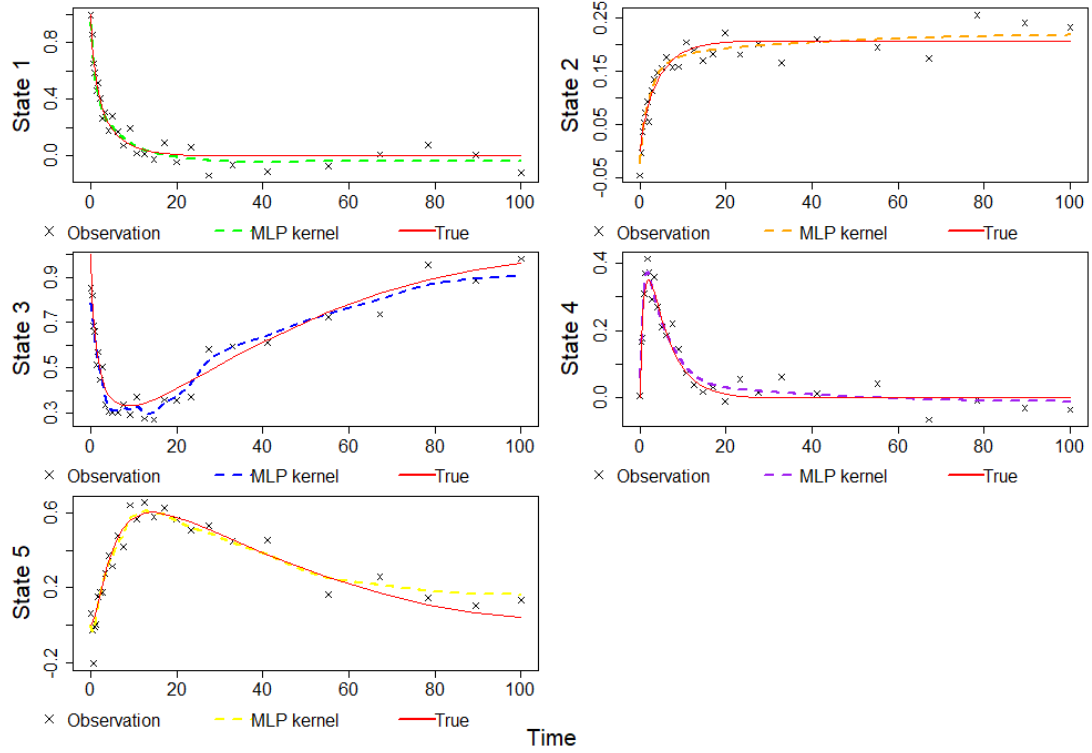 State 1
0.0 0.4 0.8
0 20 40 60 80 100
Observation MLP kernel True
State 2
-0.05 0.05 0.15 0.25
0 20 40 60 80 100
Observation MLP kernel True
State 3
0.3 0.5 0.7 0.9
0 20 40 60 80 100
Observation MLP kernel True
State 4
0.0 0.2 0.4
0 20 40 60 80 100
Observation MLP kernel True
State 5
-0.2 0.2 0.6
0 20 40 60 80 100
Observation MLP kernel True
Time